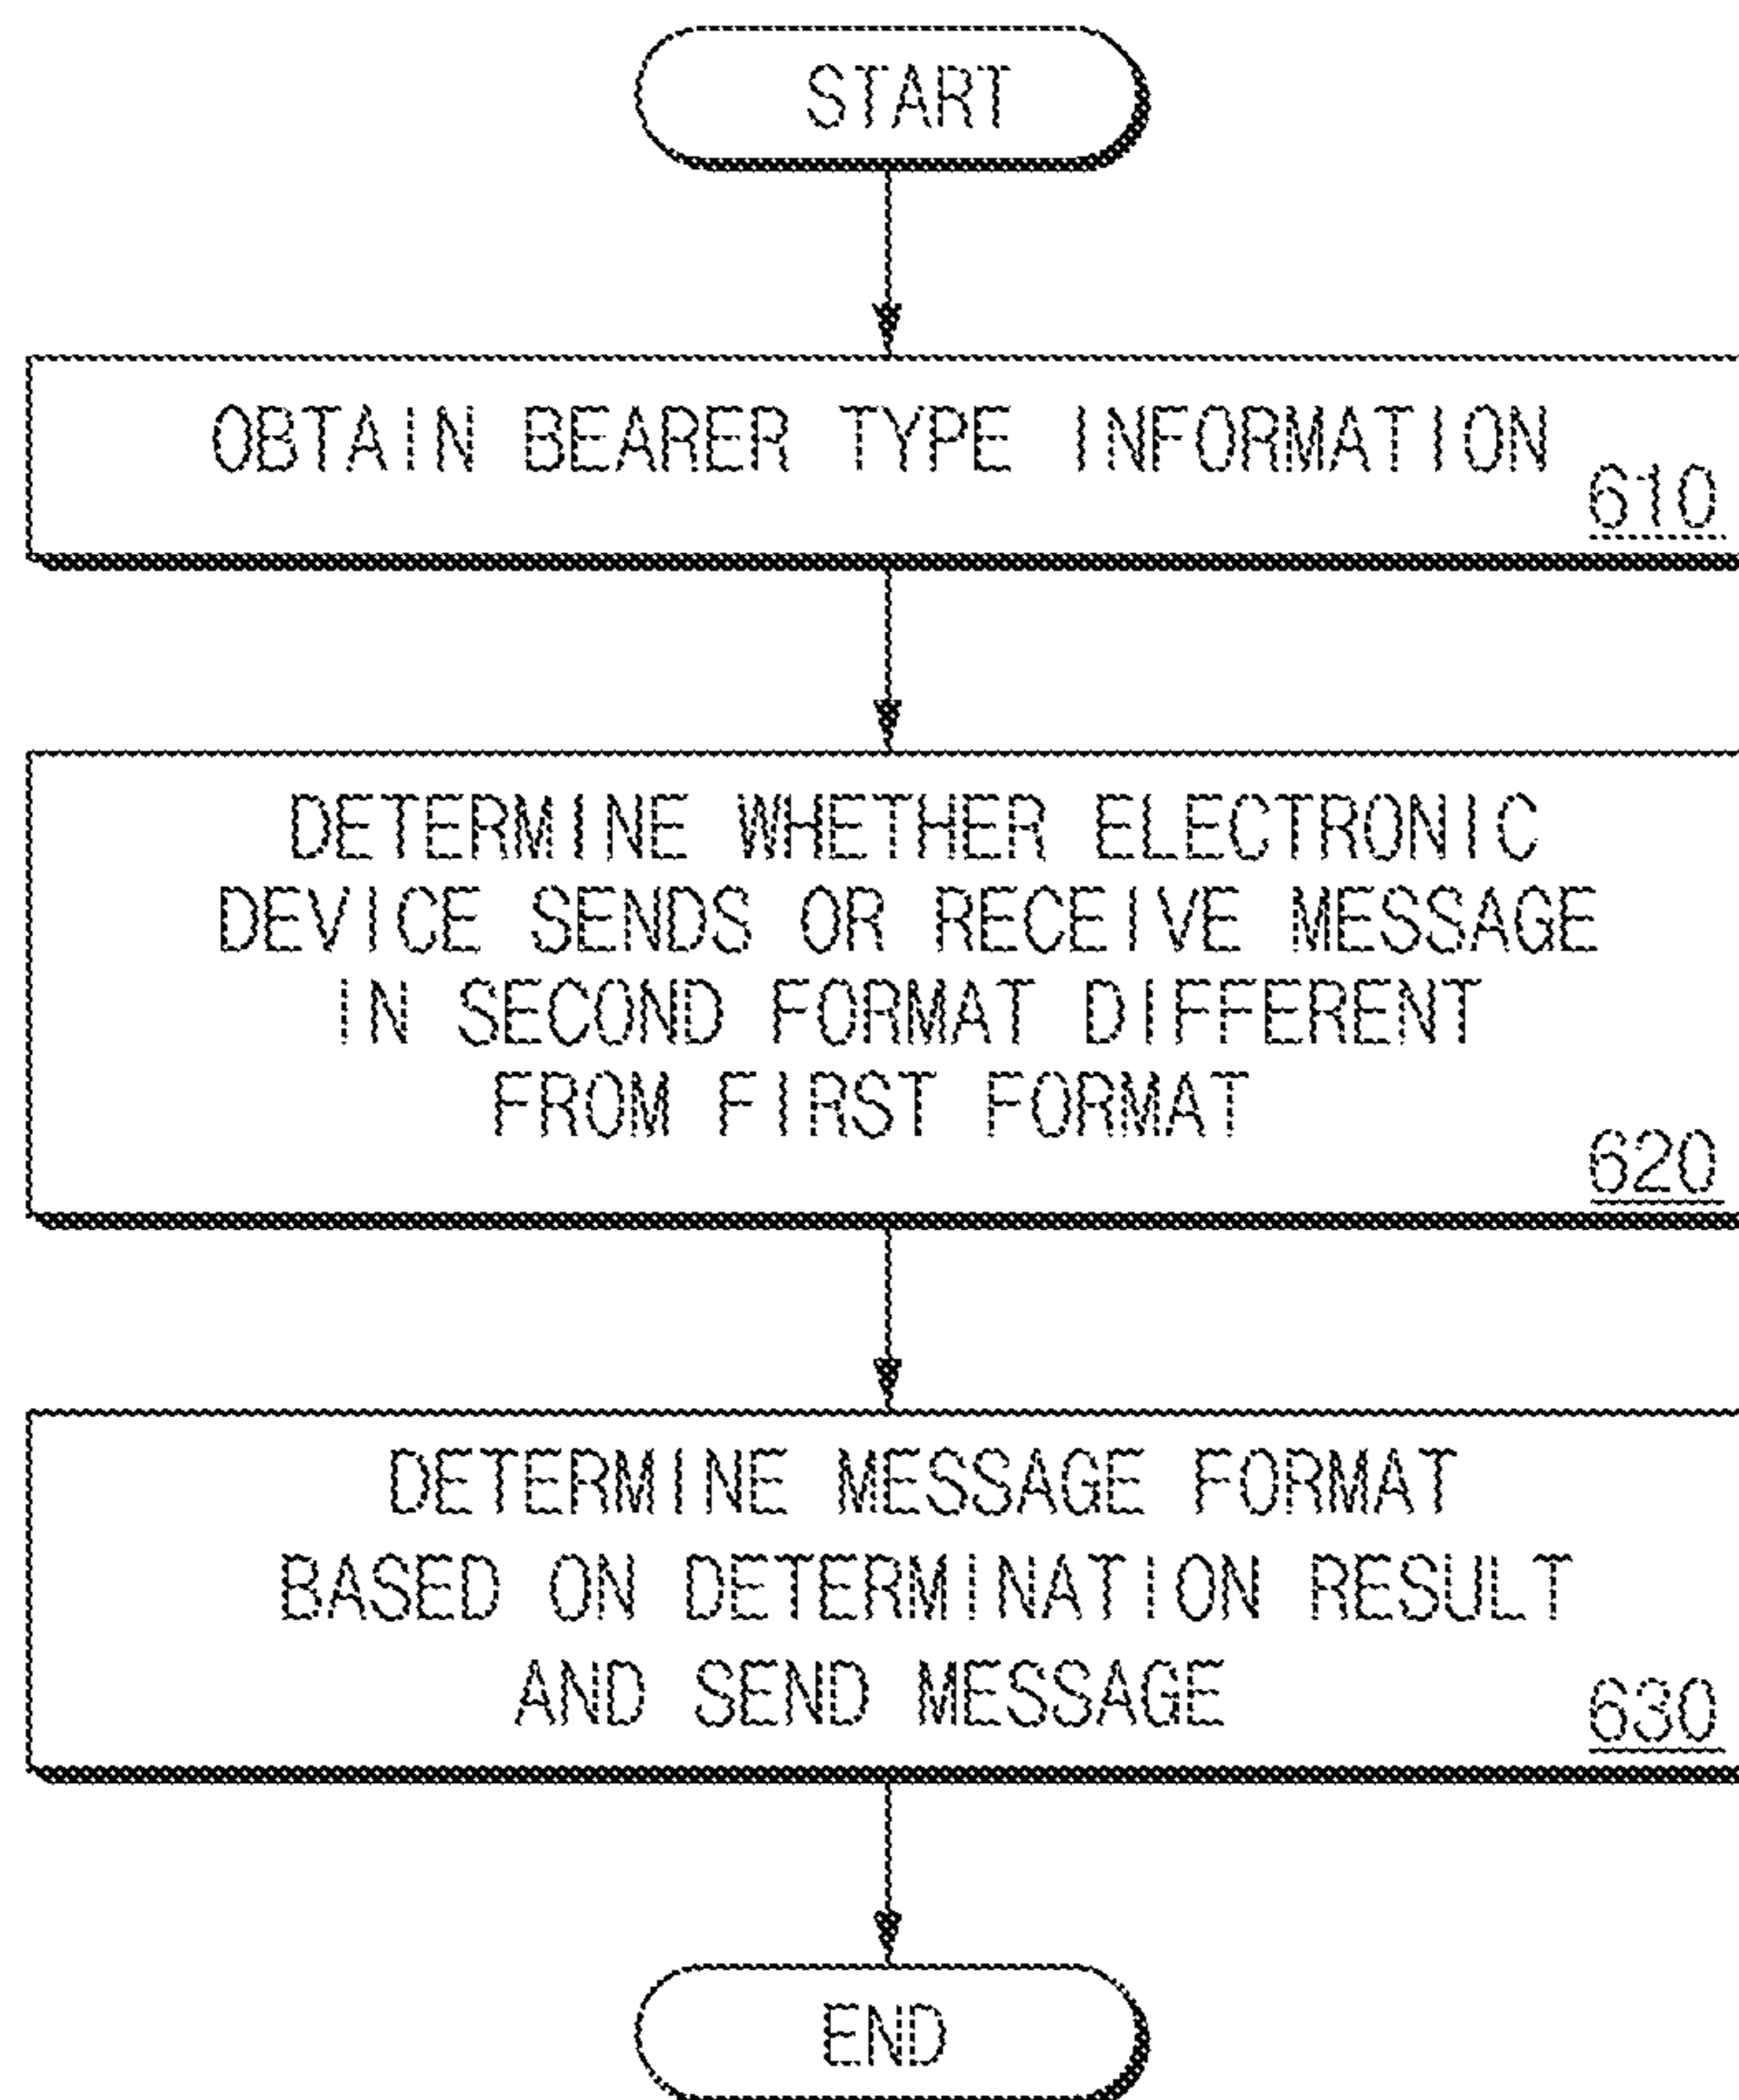 START
OBTAIN BEARER TYPE INFORMATION
610
DETERMINE WHETHER ELECTRONIC
DEVICE SENDS OR RECEIVE MESSAGE
IN SECOND FORMAT DIFFERENT
FROM FIRST FORMAT
620
DETERMINE MESSAGE FORMAT
BASED ON DETERMINATION RESULT
AND SEND MESSAGE
630
END